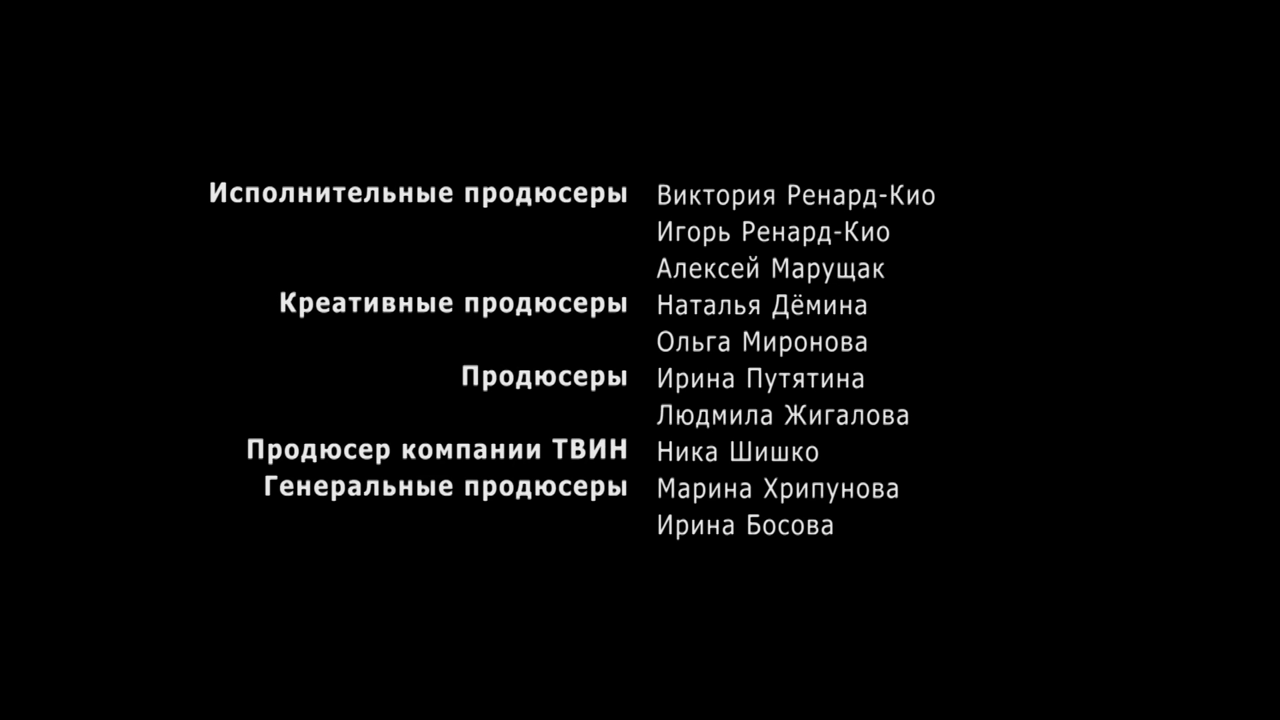 Исполнительные продюсеры Виктория Ренард-Кио
Игорь Ренард-Кио
Алексей Марущак
Креативные продюсеры Наталья Дёмина
Ольга Миронова
Продюсеры Ирина Путятина
Людмила Жигалова
Продюсер компании ТВИН Ника Шишко
Генеральные продюсеры Марина Хрипунова
Ирина Босова